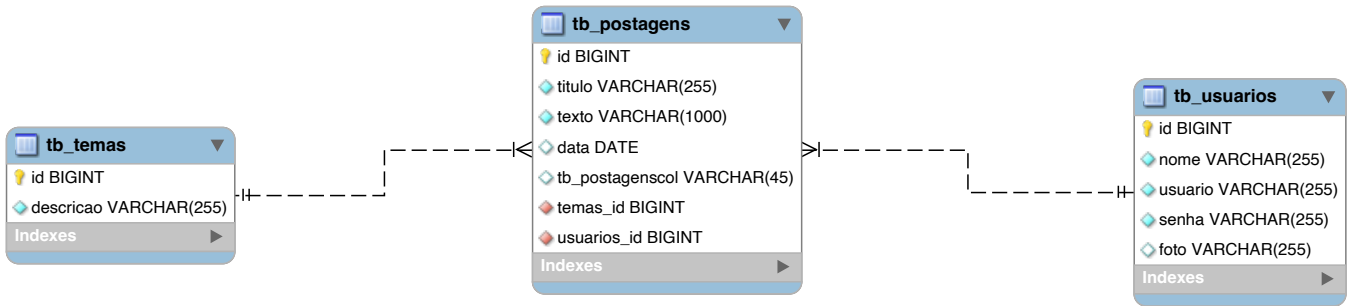 tb_temas
id BIGINT
descricao VARCHAR(255)
Indexes
tb_postagens
id BIGINT
titulo VARCHAR(255)
texto VARCHAR(1000)
data DATE
tb_postagenscol VARCHAR(45)
temas_id BIGINT
usuarios_id BIGINT
Indexes
tb_usuarios
id BIGINT
nome VARCHAR(255)
usuario VARCHAR(255)
senha VARCHAR(255)
foto VARCHAR(255)
Indexes